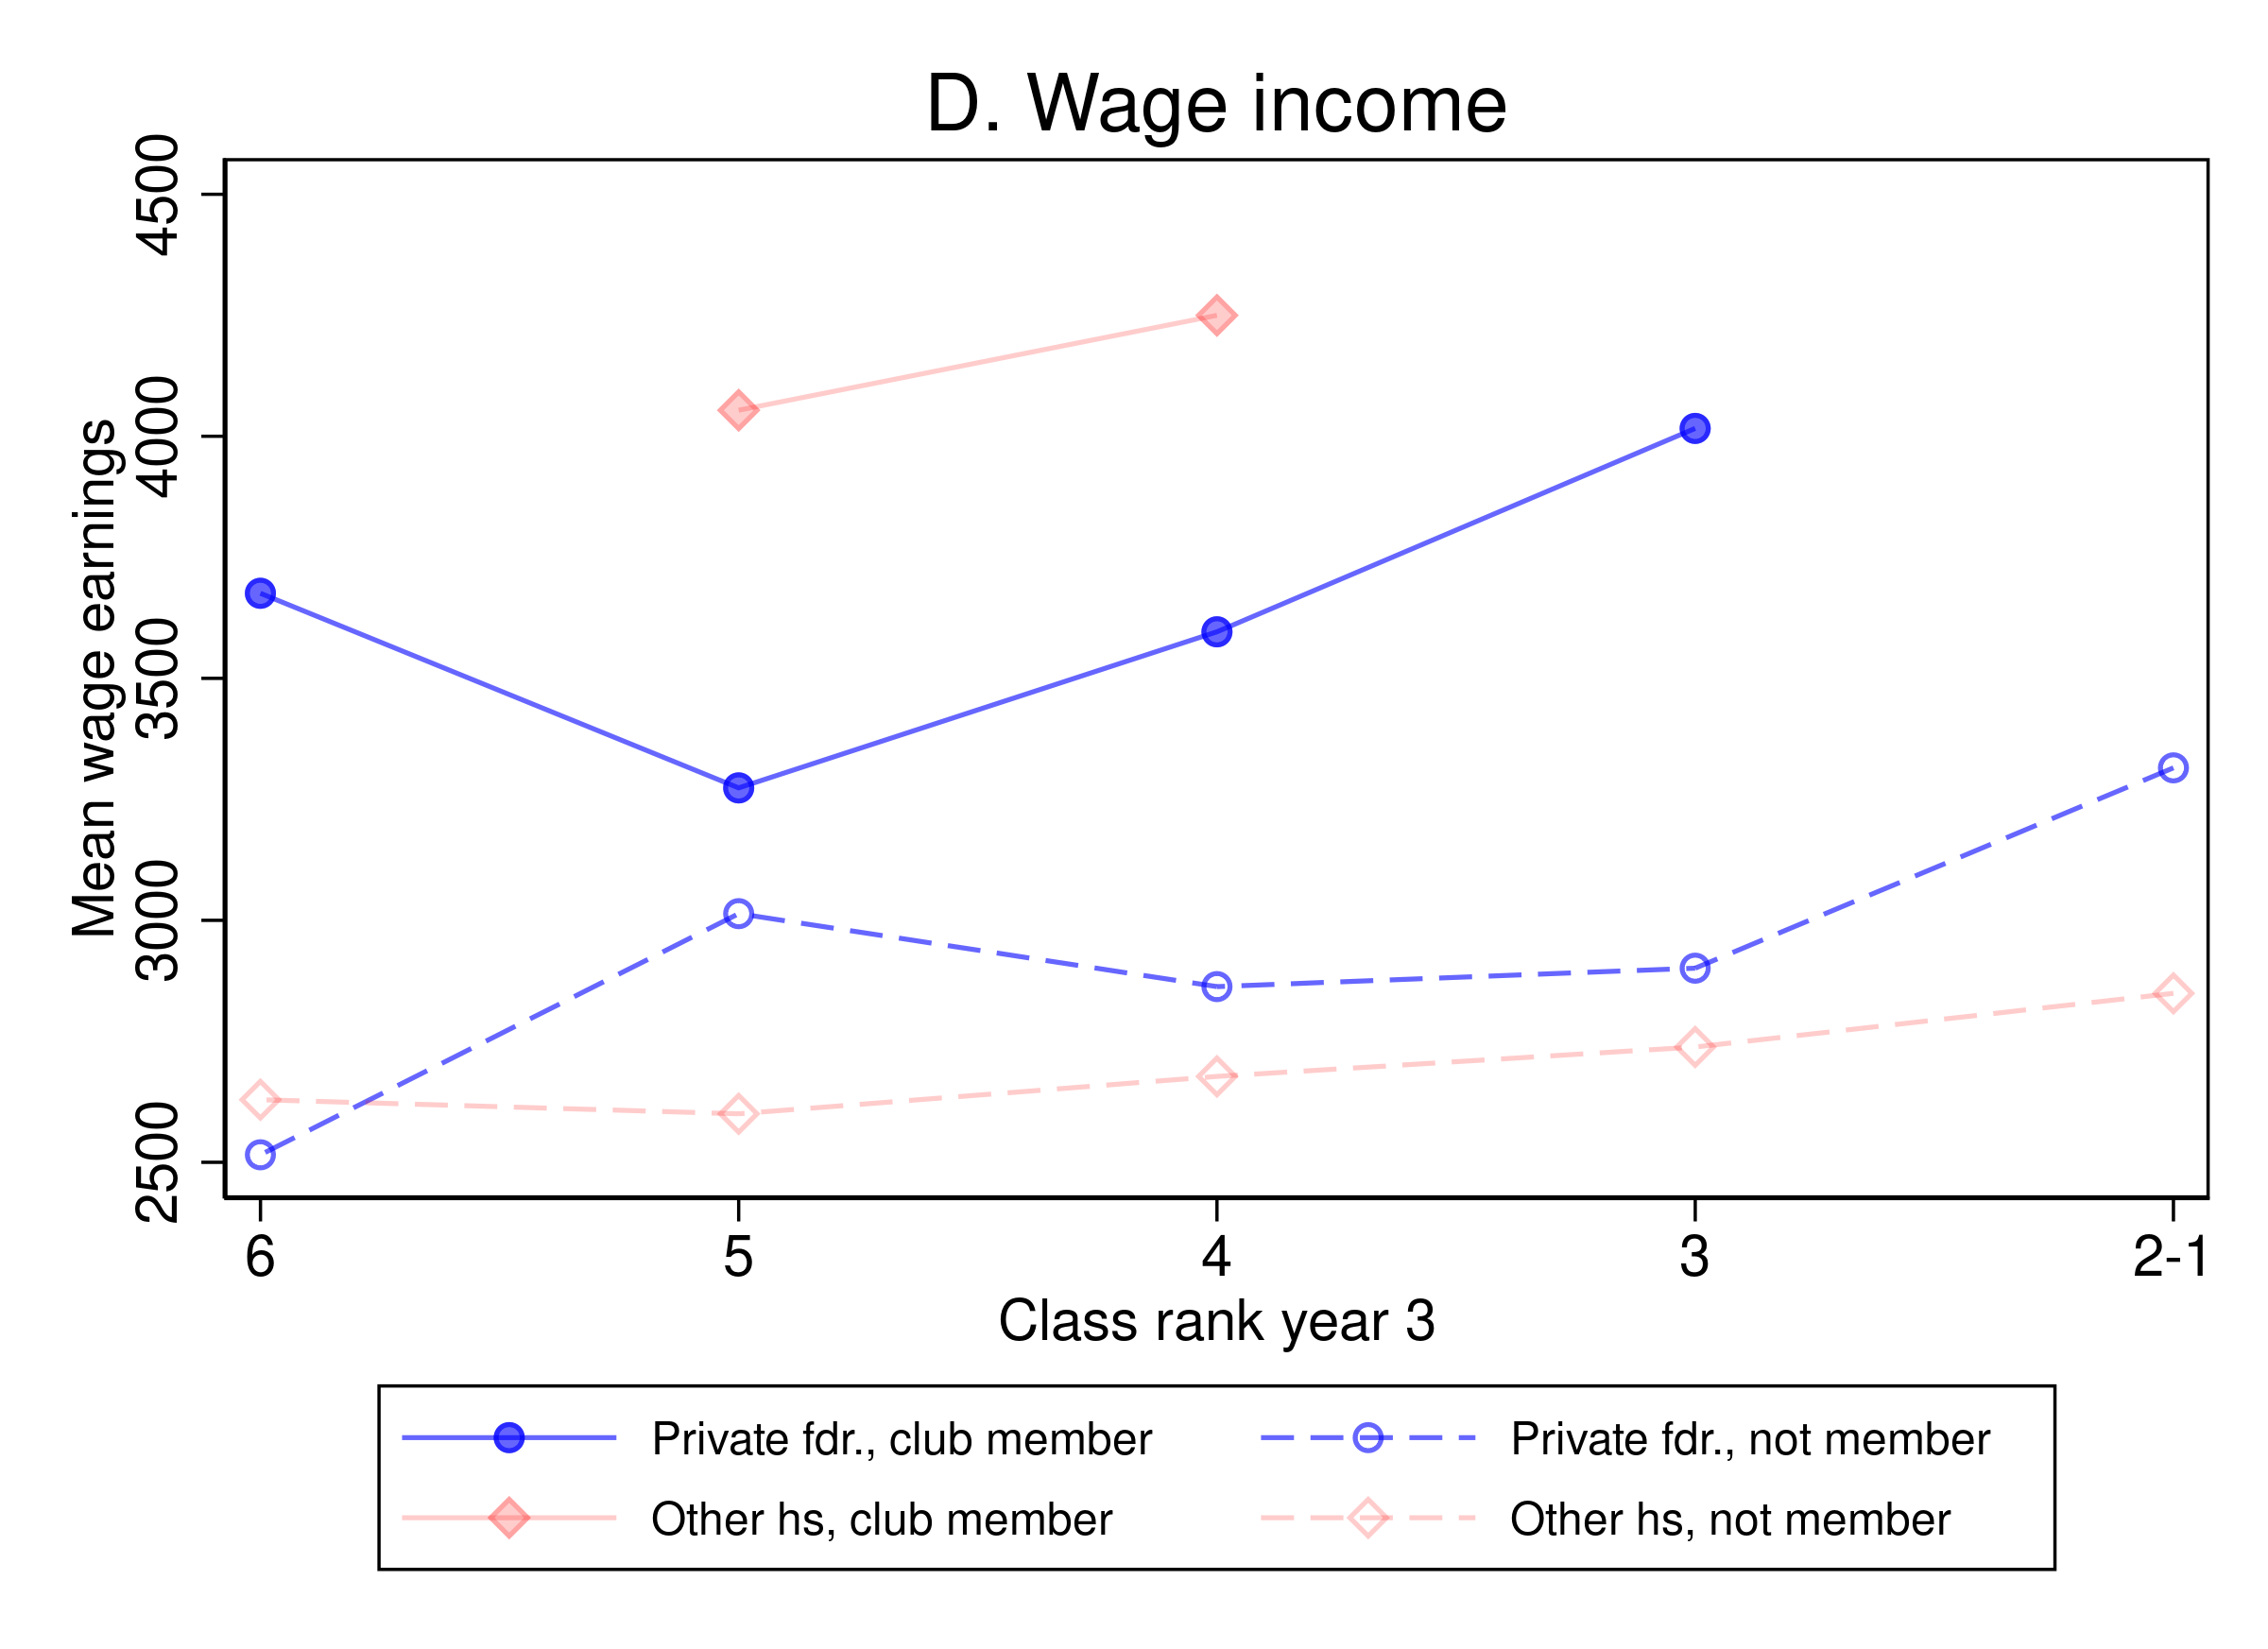 D. Wage income
Mean wage earnings
4500
4000
3500
3000
2500
6 5 4 3 2-1
Class rank year 3
Private fdr., club member
Private fdr., not member
Other hs, club member
Other hs, not member